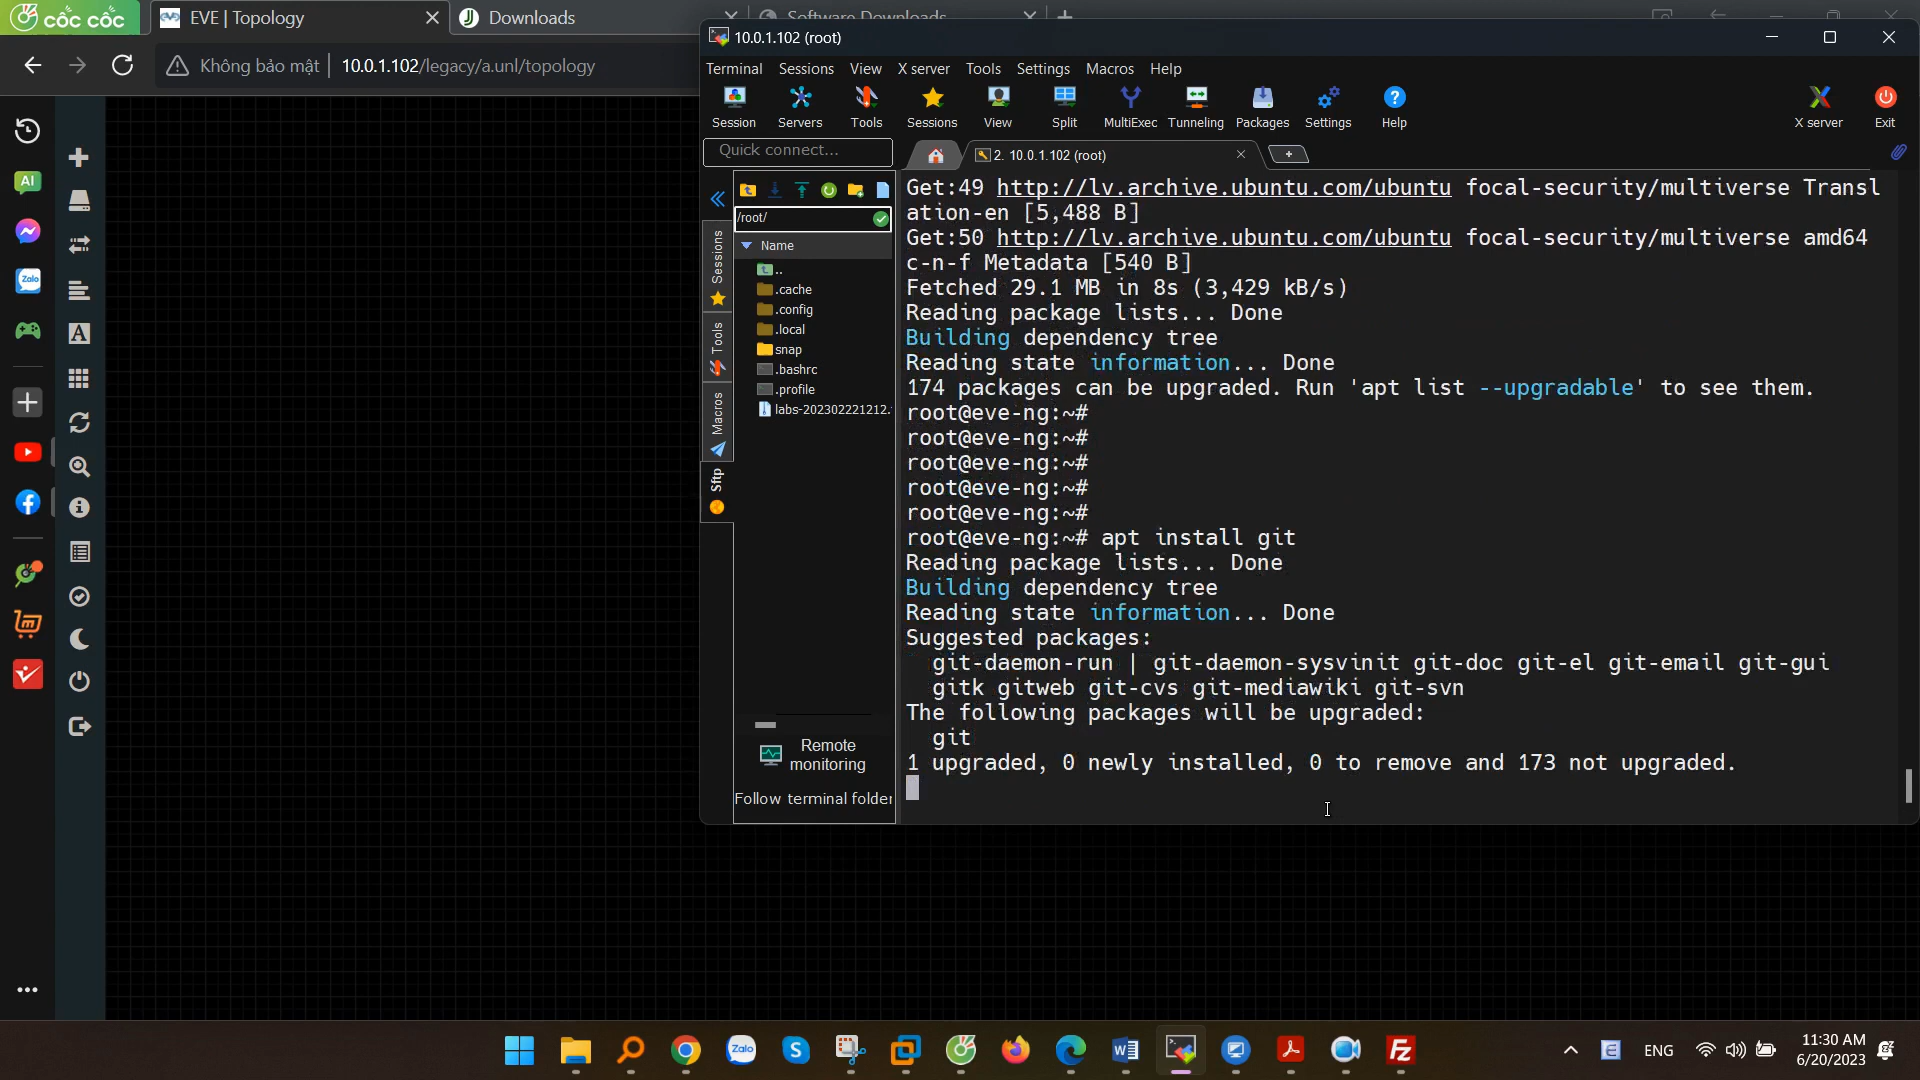 cốc cốc
EVE | Topology
Downloads
Software Downloads
Không bảo mật
10.0.1.102/legacy/a.unl/topology
10.0.1.102 (root)
Terminal Sessions View X server Tools Settings Macros Help
Session Servers Tools Sessions View Split MultiExec Tunneling Packages Settings Help X server Exit
Quick connect...
2. 10.0.1.102 (root)
/root/
Name
..
.cache
.config
.local
snap
.bashrc
.profile
labs-202302221212.
Sessions
Tools
Macros
Sftp
Remote
monitoring
Follow terminal folder
Get:49 http://lv.archive.ubuntu.com/ubuntu focal-security/multiverse Transl
ation-en [5,488 B]
Get:50 http://lv.archive.ubuntu.com/ubuntu focal-security/multiverse amd64
c-n-f Metadata [540 B]
Fetched 29.1 MB in 8s (3,429 kB/s)
Reading package lists... Done
Building dependency tree
Reading state information... Done
174 packages can be upgraded. Run 'apt list --upgradable' to see them.
root@eve-ng:~#
root@eve-ng:~#
root@eve-ng:~#
root@eve-ng:~#
root@eve-ng:~#
root@eve-ng:~# apt install git
Reading package lists... Done
Building dependency tree
Reading state information... Done
Suggested packages:
git-daemon-run | git-daemon-sysvinit git-doc git-el git-email git-gui
gitk gitweb git-cvs git-mediawiki git-svn
The following packages will be upgraded:
git
1 upgraded, 0 newly installed, 0 to remove and 173 not upgraded.
AI
Zalo
Zalo
ENG
11:30 AM
6/20/2023